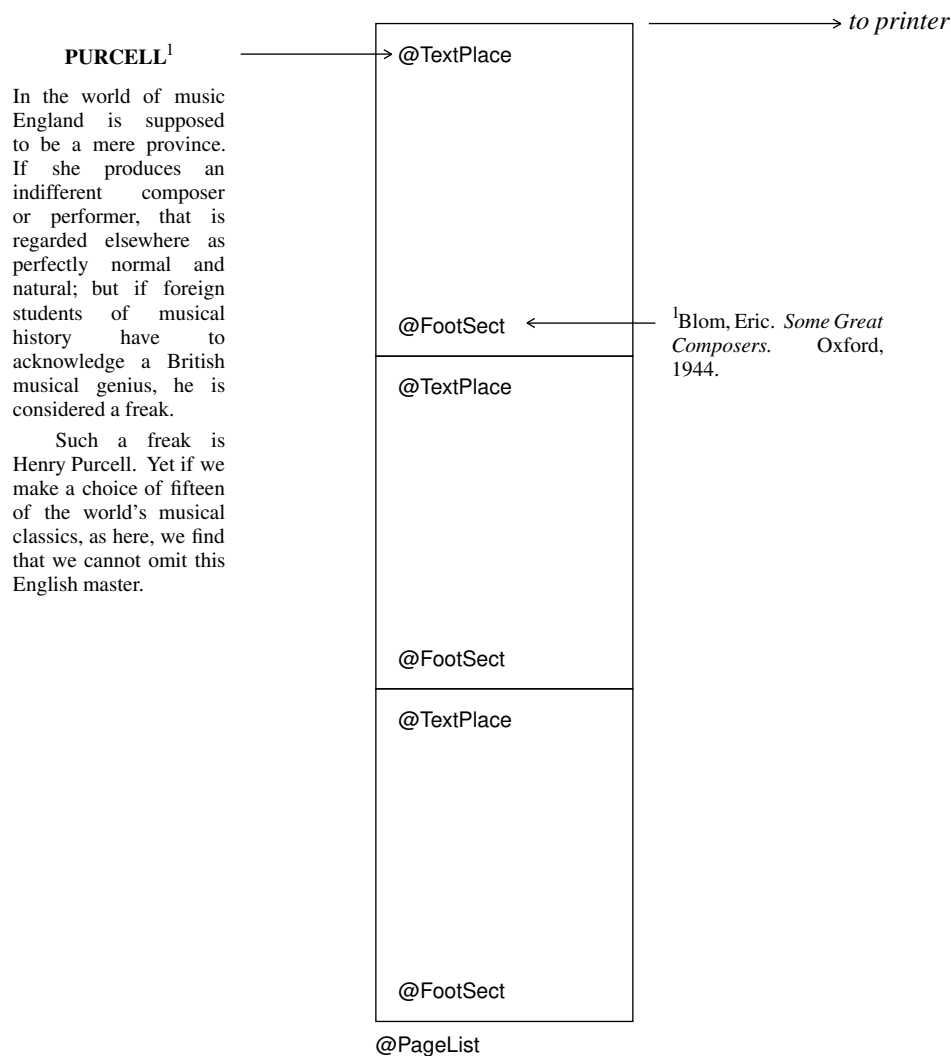 to printer
PURCELL1
@TextPlace
In the world of music
England is supposed
to be a mere province.
If she produces an
indifferent composer
or performer, that is
regarded elsewhere as
perfectly normal and
natural; but if foreign
students of musical
history have to
acknowledge a British
musical genius, he is
considered a freak.
Such a freak is
Henry Purcell. Yet if we
make a choice of fifteen
of the world's musical
classics, as here, we find
that we cannot omit this
English master.
@FootSect
1Blom, Eric. Some Great
Composers. Oxford,
1944.
@TextPlace
@FootSect
@TextPlace
@FootSect
@PageList